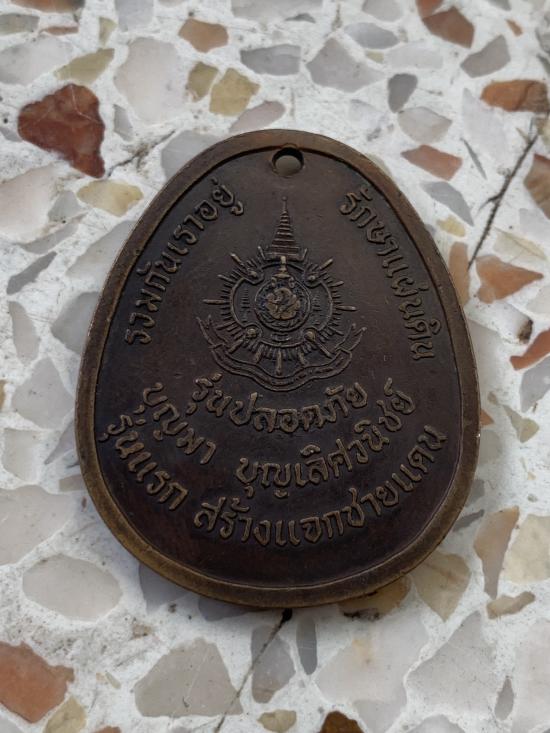 รวมกันเราอยู่
รักษาแผ่นดิน
รุ่นปลอดภัย
บุญพา บุญเลิศวนิชย์
รุ่นแรก สร้างแจกชายแดน